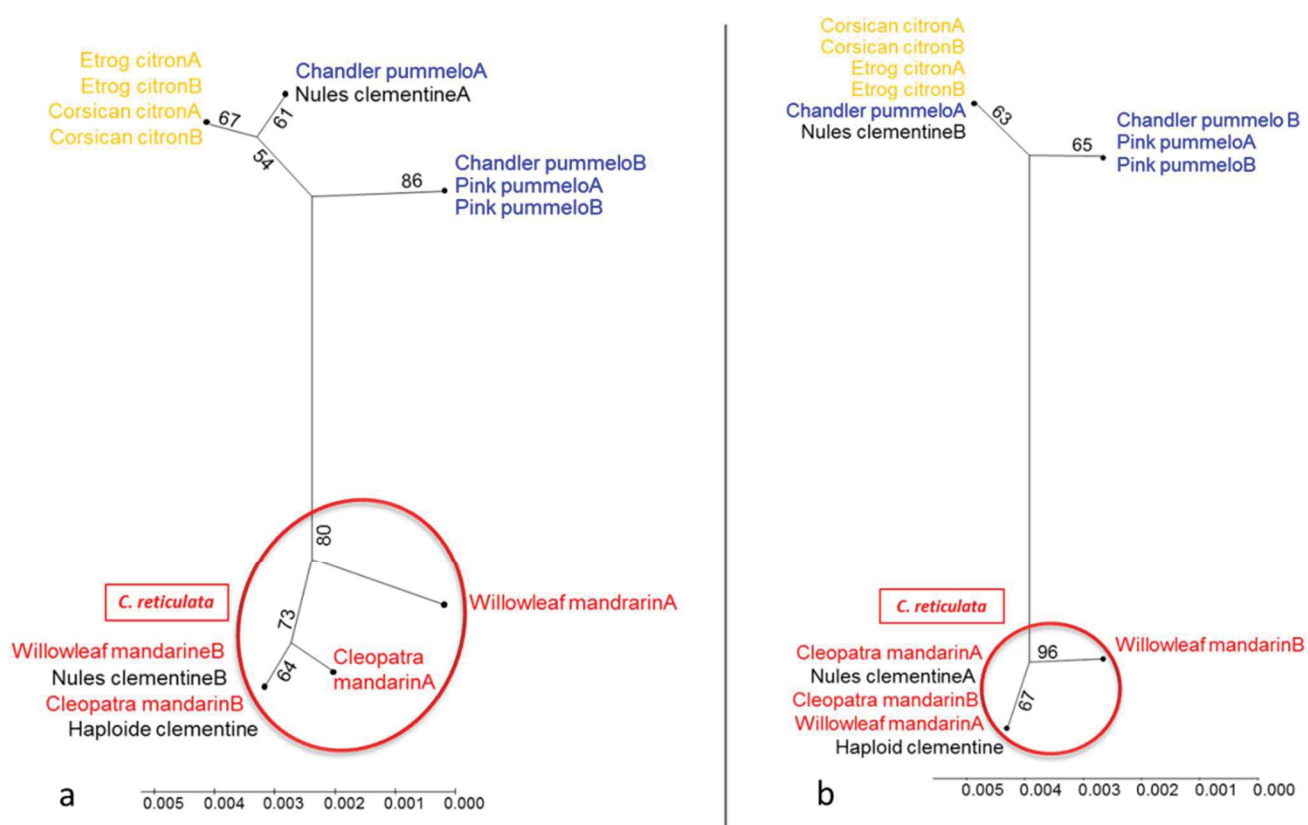 Etrog citronA
Etrog citronB
Corsican citronA
Corsican citronB
67
61
54
Chandler pummeloA
Nules clementineA
86
Chandler pummeloB
Pink pummeloA
Pink pummeloB
80
C. reticulata
73
64
Willowleaf mandrarinA
Willowleaf mandarineB
Nules clementineB
Cleopatra mandarinB
Haploide clementine
Cleopatra
mandarinA
a
0.005 0.004 0.003 0.002 0.001 0.000
Corsican citronA
Corsican citronB
Etrog citronA
Etrog citronB
Chandler pummeloA
Nules clementineB
63
65
Chandler pummelo B
Pink pummeloA
Pink pummeloB
C. reticulata
96
67
Willowleaf mandarinB
Cleopatra mandarinA
Nules clementineA
Cleopatra mandarinB
Willowleaf mandarinA
Haploid clementine
b
0.005 0.004 0.003 0.002 0.001 0.000